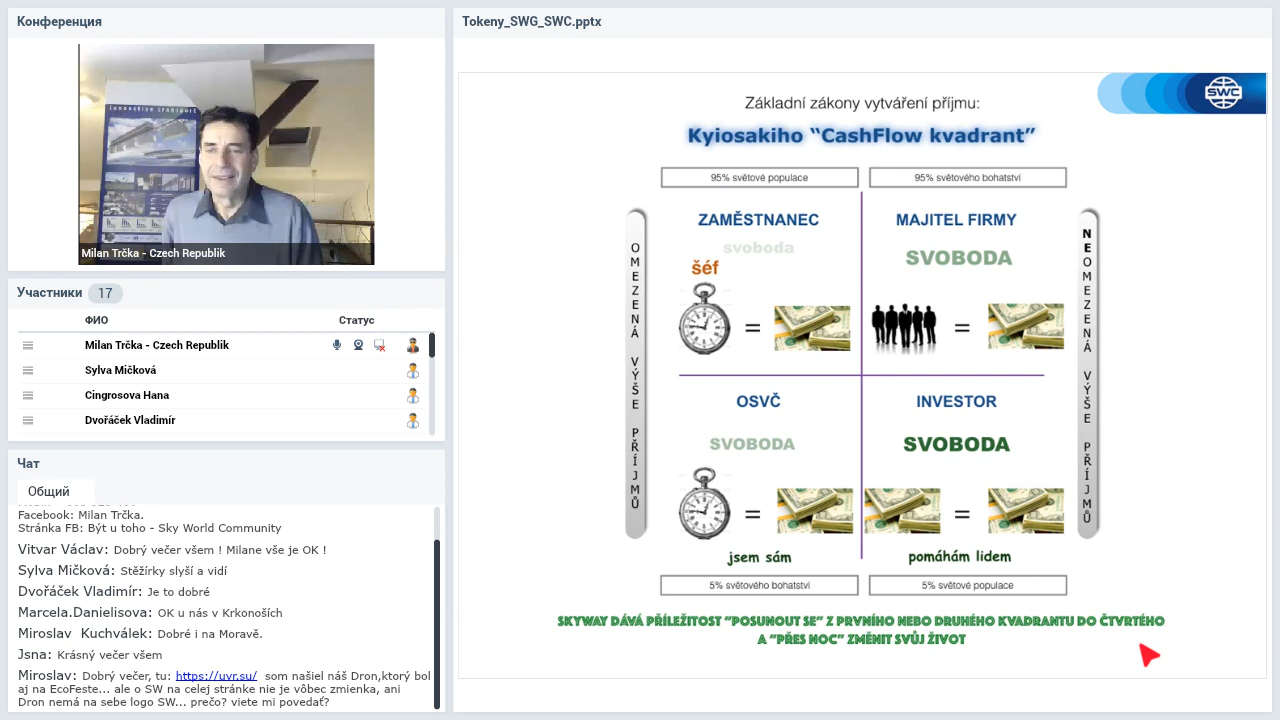 Конференция
innovative transport
Milan Trčka - Czech Republik
Участники 17
ФИО Статус
Milan Trčka - Czech Republik
Sylva Mičková
Cingrosova Hana
Dvořáček Vladimír
Чат
Общий
Facebook: Milan Trčka.
Stránka FB: Být u toho - Sky World Community
Vitvar Václav: Dobrý večer všem ! Milane vše je OK !
Sylva Mičková: Stěžírky slyší a vidí
Dvořáček Vladimír: Je to dobré
Marcela.Danielisova: OK u nás v Krkonoších
Miroslav Kuchválek: Dobré i na Moravě.
Jsna: Krásný večer všem
Miroslav: Dobrý večer, tu: https://uvr.su/ som našiel náš Dron,ktorý bol
aj na EcoFeste... ale o SW na celej stránke nie je vôbec zmienka, ani
Dron nemá na sebe logo SW... prečo? viete mi povedať?
Tokeny_SWG_SWC.pptx
SWC
Základní zákony vytváření příjmu:
Kyiosakiho “CashFlow kvadrant”
95% světové populace
95% světového bohatství
OMEZENÁ VÝŠE PŘÍJMŮ
ZAMĚSTNANEC
svoboda
šéf
=
MAJITEL FIRMY
SVOBODA
=
NEOMEZENÁ VÝŠE PŘÍJMŮ
OSVČ
SVOBODA
=
jsem sám
INVESTOR
SVOBODA
=
pomáhám lidem
5% světového bohatství
5% světové populace
SKYWAY DÁVÁ PŘÍLEŽITOST “POSUNOUT SE” Z PRVNÍHO NEBO DRUHÉHO KVADRANTU DO ČTVRTÉHO
A “PŘES NOC” ZMĚNIT SVŮJ ŽIVOT